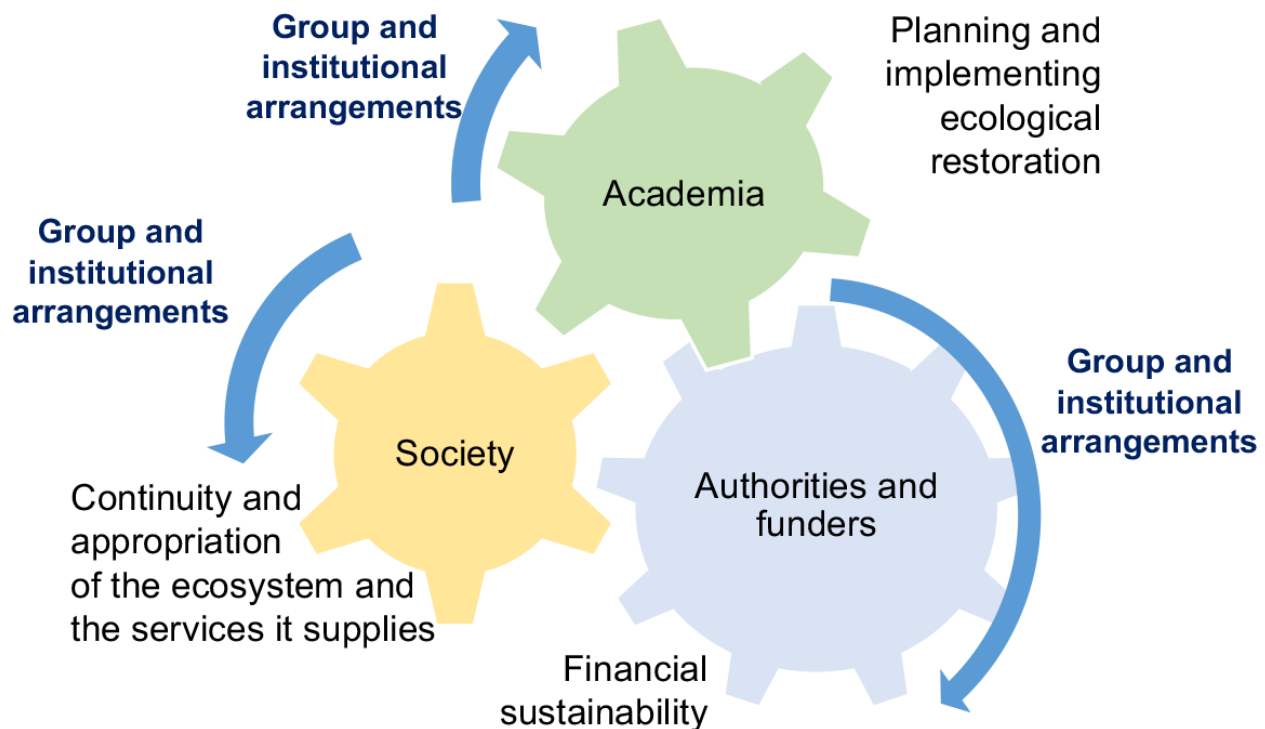 Group and
institutional
arrangements
Planning and
implementing
ecological
restoration
Academia
Group and
institutional
arrangements
Group and
institutional
arrangements
Society
Authorities and
funders
Continuity and
appropriation
of the ecosystem and
the services it supplies
Financial
sustainability